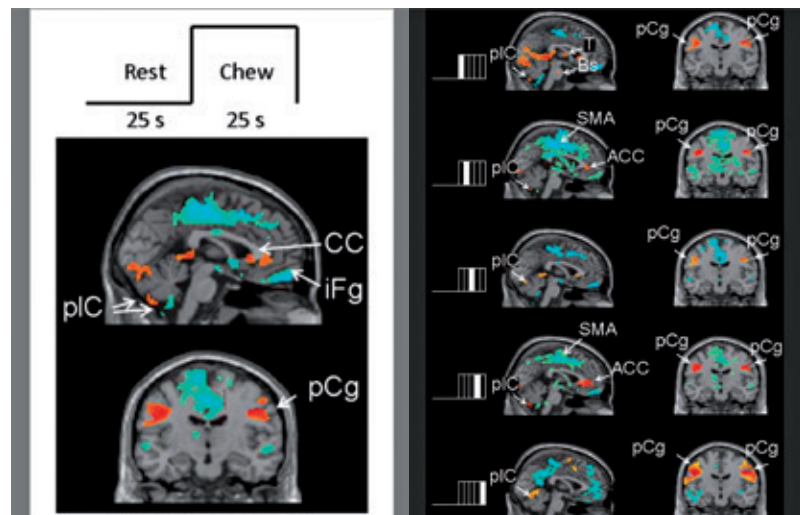 Rest
Chew
25 s
25 s
CC
iFg
pIC
pCg
pIC
T
Bs
pCg
pCg
SMA
ACC
pIC
pCg
pCg
pIC
pCg
pCg
SMA
ACC
pIC
pCg
pCg
pIC
pCg
pCg